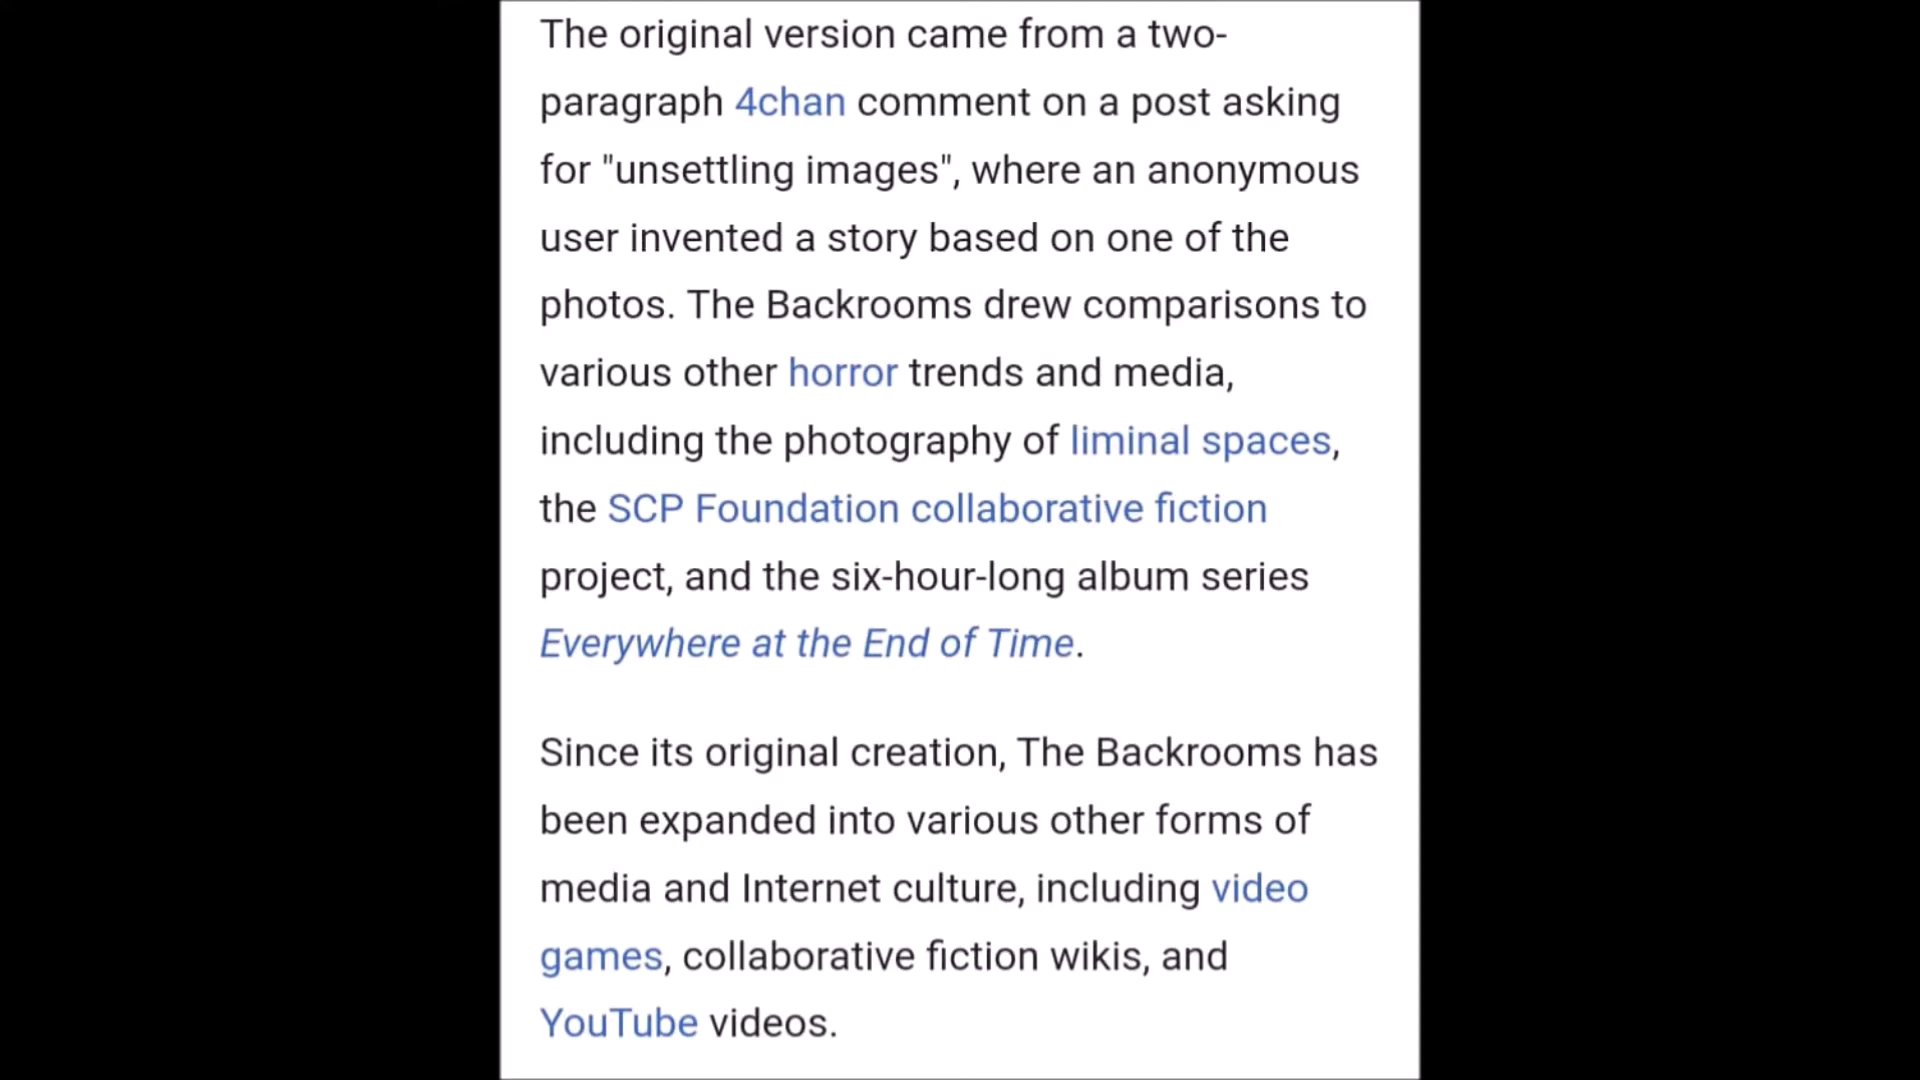 The original version came from a two-
paragraph 4chan comment on a post asking
for "unsettling images", where an anonymous
user invented a story based on one of the
photos. The Backrooms drew comparisons to
various other horror trends and media,
including the photography of liminal spaces,
the SCP Foundation collaborative fiction
project, and the six-hour-long album series
Everywhere at the End of Time.
Since its original creation, The Backrooms has
been expanded into various other forms of
media and Internet culture, including video
games, collaborative fiction wikis, and
YouTube videos.